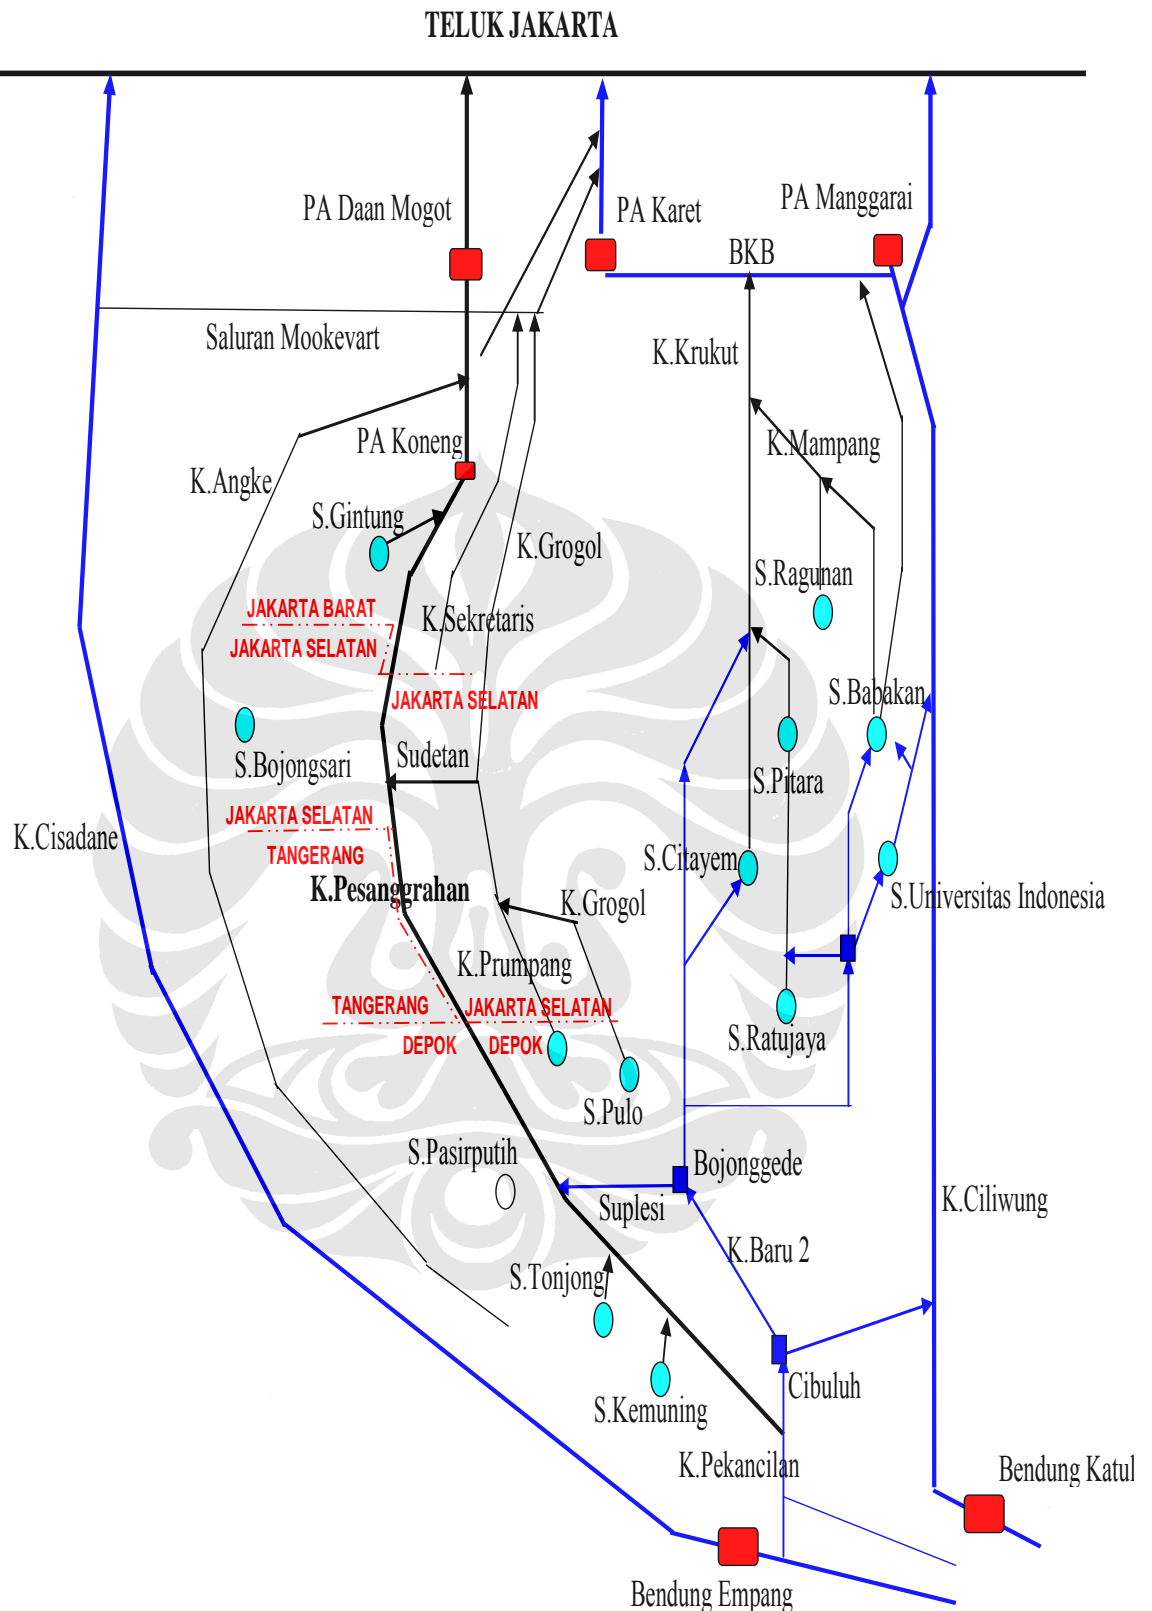 TELUK JAKARTA
PA Manggarai
PA Daan Mogot
PA Karet
BKB
Saluran Mookevart
K.Krukut
PA Koneng
K.Mampang
K.Angke
S.Gintung
K.Grogol
S.Ragunan
JAKARTA BARAT
K.Sekretaris
JAKARTA SELATAN
S.Babakan
JAKARTA SELATAN
Sudetan
S.Bojongsari
S.Pitara
JAKARTA SELATAN
K.Cisadane
TANGERANG
S.Citayem
K.Pesanggrahan
S.Universitas Indonesia
K.Grogol
K.Prumpang
TANGERANG
JAKARTA SELATAN
S.Ratujaya
DEPOK
DEPOK
S.Pulo
S.Pasirputih
Bojonggede
K.Ciliwung
Suplesi
K.Baru 2
S.Tonjong
Cibuluh
S.Kemuning
K.Pekancilan
Bendung Katul
Bendung Empang